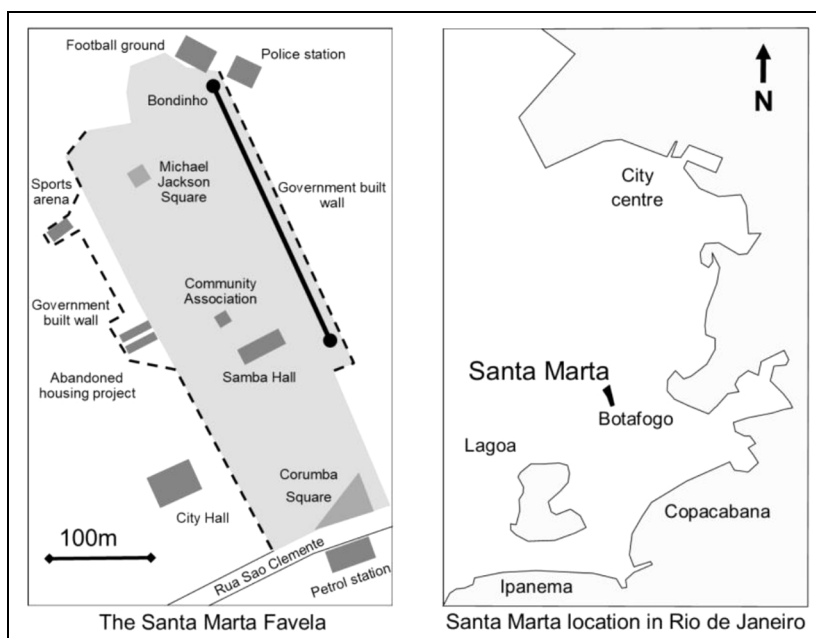 Football ground
Police station
Bondinho
Michael
Jackson
Square
Sports
arena
Government built
wall
Community
Association
Government
built wall
Samba Hall
Abandoned
housing project
Corumba
Square
City Hall
100m
Rua Sao Clemente
Petrol station
The Santa Marta Favela
N
City
centre
Santa Marta
Botafogo
Lagoa
Copacabana
Ipanema
Santa Marta location in Rio de Janeiro